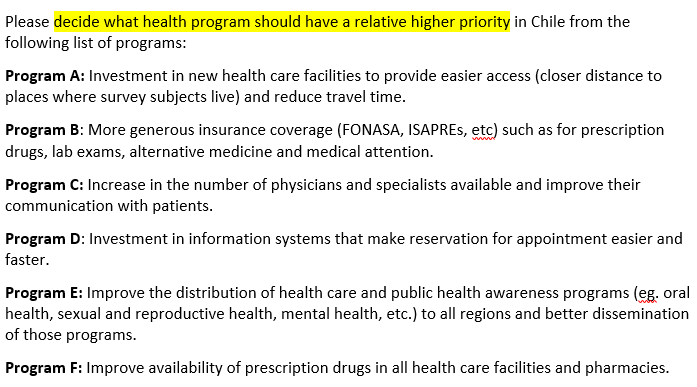 Please decide what health program should have a relative higher priority in Chile from the
following list of programs:
Program A: Investment in new health care facilities to provide easier access (closer distance to
places where survey subjects live) and reduce travel time.
Program B: More generous insurance coverage (FONASA, ISAPREs, etc) such as for prescription
drugs, lab exams, alternative medicine and medical attention.
Program C: Increase in the number of physicians and specialists available and improve their
communication with patients.
Program D: Investment in information systems that make reservation for appointment easier and
faster.
Program E: Improve the distribution of health care and public health awareness programs (eg. oral
health, sexual and reproductive health, mental health, etc.) to all regions and better dissemination
of those programs.
Program F: Improve availability of prescription drugs in all health care facilities and pharmacies.